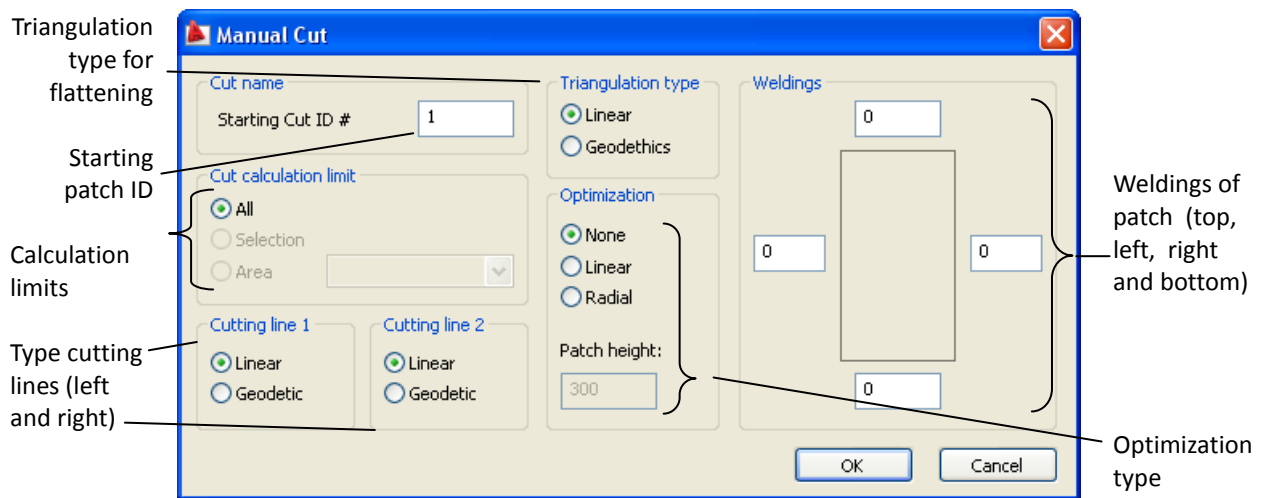 Triangulation
type for
flattening
Starting
patch ID
Calculation
limits
Type cutting
lines (left
and right)
Manual Cut
Cut name
Starting Cut ID #
1
Cut calculation limit
All
Selection
Area
Cutting line 1
Linear
Geodetic
Cutting line 2
Linear
Geodetic
Triangulation type
Linear
Geodethics
Optimization
None
Linear
Radial
Patch height:
300
Weldings
0
0
0
0
OK
Cancel
Weldings of
patch (top,
left, right
and bottom)
Optimization
type